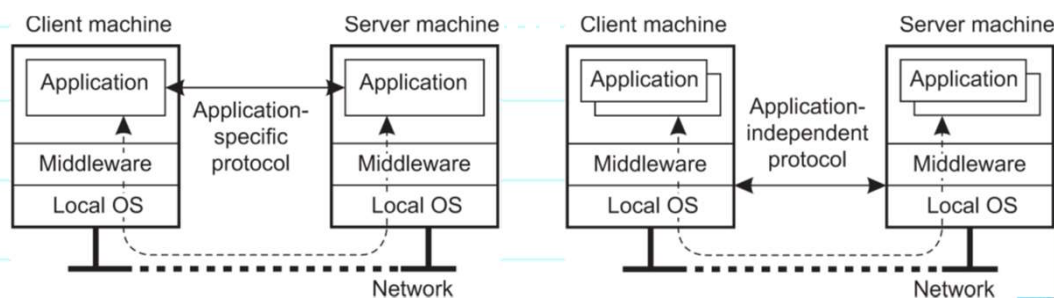 Client machine
Server machine
Application
Application
Application-
specific
protocol
Middleware
Middleware
Local OS
Local OS
Network
Client machine
Server machine
Application
Application
Application-
independent
protocol
Middleware
Middleware
Local OS
Local OS
Network